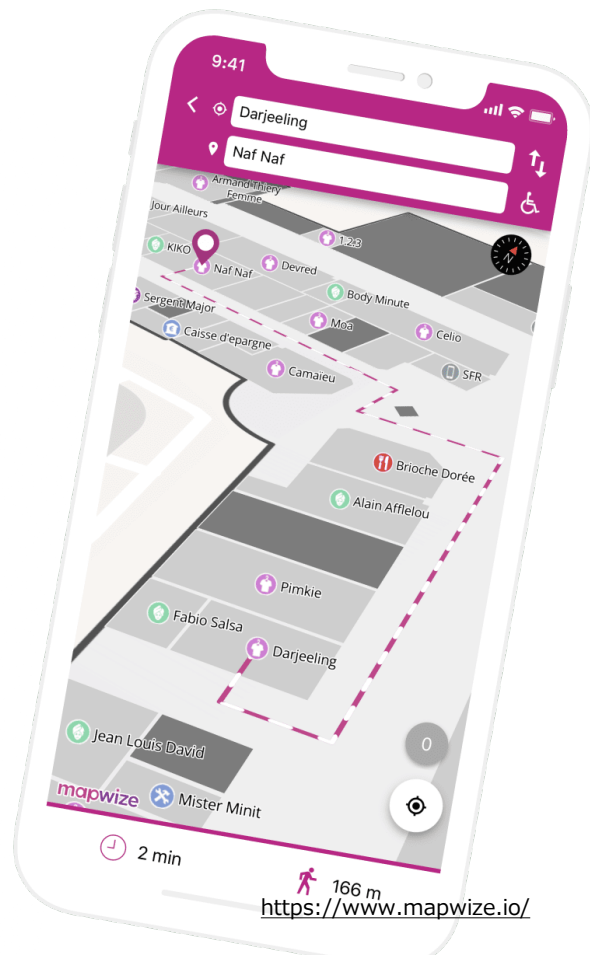 9:41
Darjeeling
Naf Naf
Armand Thiery
Femme
Jour Ailleurs
1.2.3
N
KIKO
Naf Naf
Devred
Body Minute
Sergent Major
Moa
Celio
Caisse d'epargne
Camaïeu
SFR
Brioche Dorée
Alain Afflelou
Pimkie
Fabio Salsa
Darjeeling
0
Jean Louis David
mapwize
Mister Minit
2 min
166 m
https://www.mapwize.io/